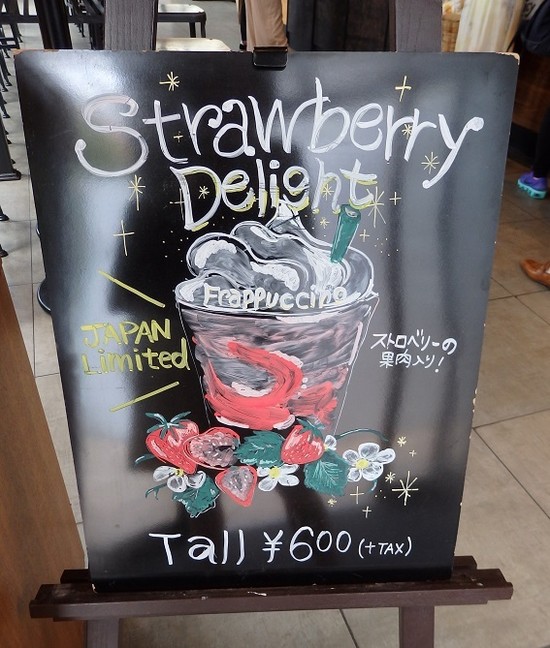 Strawberry
Delight
Frappuccino
JAPAN
Limited
ストロベリーの
果肉入り!
Tall ¥600 (+TAX)